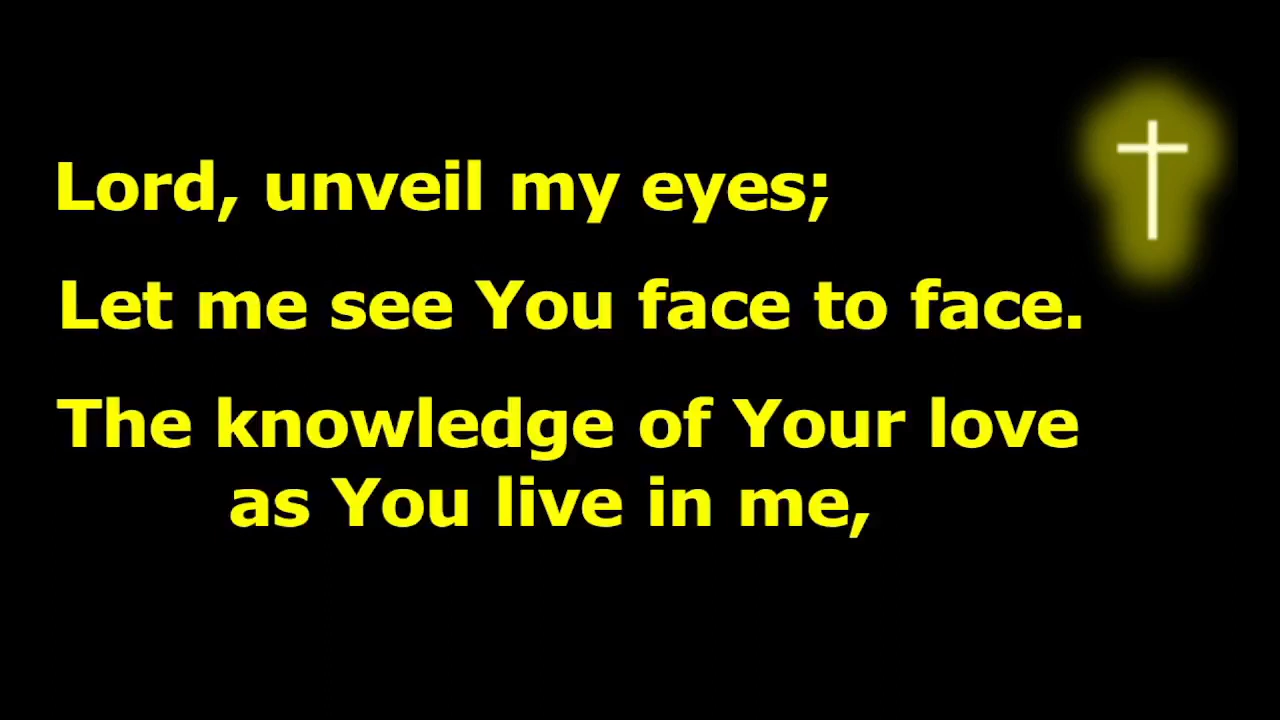 Lord, unveil my eyes;
Let me see You face to face.
The knowledge of Your love
as You live in me,